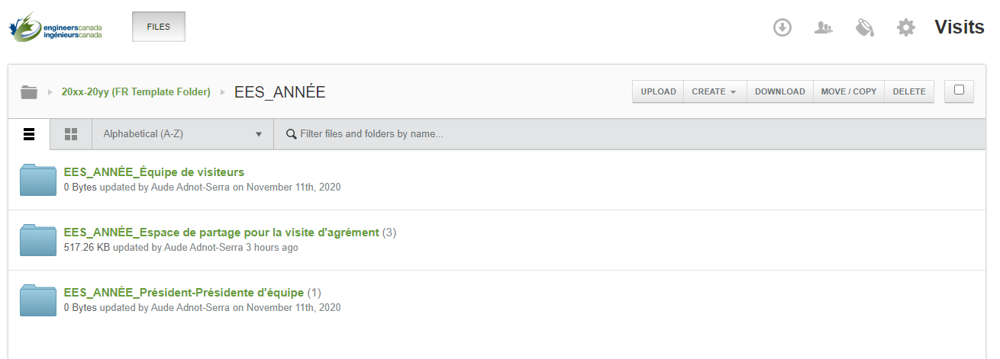 engineerscanada
ingénieurscanada
FILES
Visits
20xx-20yy (FR Template Folder)
EES_ANNÉE
UPLOAD
CREATE
DOWNLOAD
MOVE / COPY
DELETE
Alphabetical (A-Z)
Filter files and folders by name...
EES_ANNÉE_Équipe de visiteurs
0 Bytes updated by Aude Adnot-Serra on November 11th, 2020
EES_ANNÉE_Espace de partage pour la visite d'agrément (3)
517.26 KB updated by Aude Adnot-Serra 3 hours ago
EES_ANNÉE_Président-Présidente d'équipe (1)
0 Bytes updated by Aude Adnot-Serra on November 11th, 2020